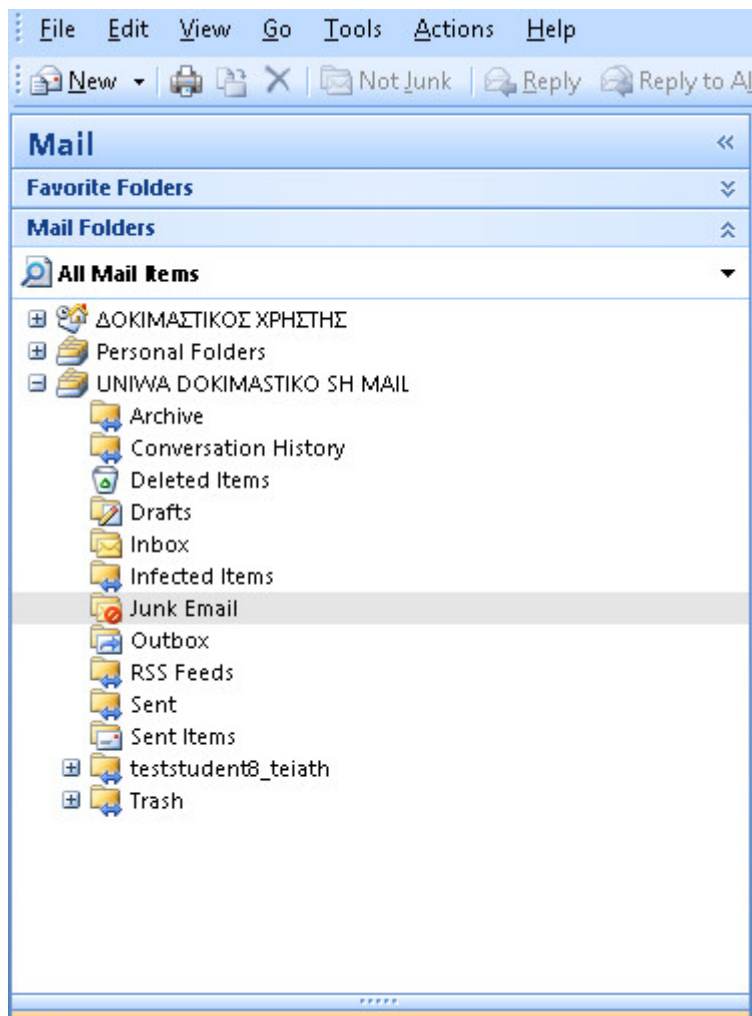 File Edit View Go Tools Actions Help
New Not Junk Reply Reply to Al
Mail
Favorite Folders
Mail Folders
All Mail Items
ΔΟΚΙΜΑΣΤΙΚΟΣ ΧΡΗΣΤΗΣ
Personal Folders
UNIWA DOKIMASTIKO SH MAIL
Archive
Conversation History
Deleted Items
Drafts
Inbox
Infected Items
Junk Email
Outbox
RSS Feeds
Sent
Sent Items
teststudent8_teiath
Trash